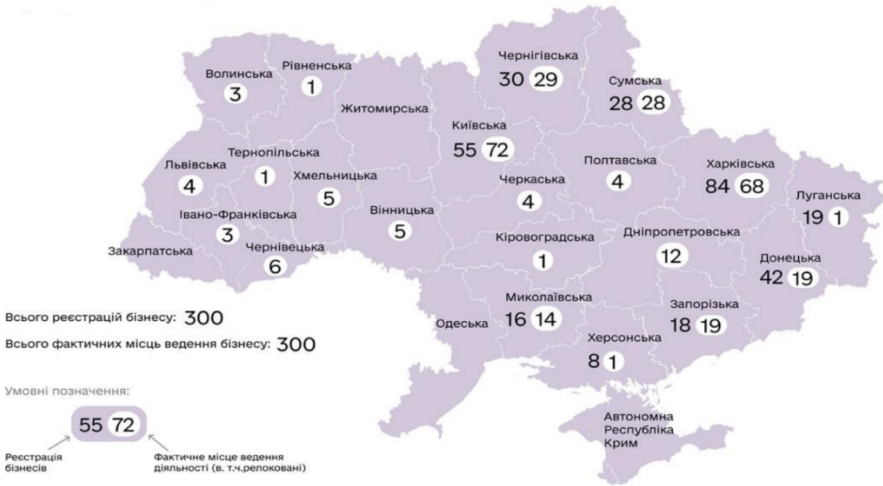 Чернігівська
30 29
Сумська
28 28
Рівненська
1
Волинська
3
Житомирська
Київська
55 72
Тернопільська
1
Львівська
4
Хмельницька
5
Полтавська
4
Харківська
84 68
Черкаська
4
Луганська
19 1
Вінницька
5
Івано-Франківська
3
Закарпатська
Чернівецька
6
Кіровоградська
1
Дніпропетровська
12
Донецька
42 19
Миколаївська
16 14
Запорізька
18 19
Одеська
Херсонська
8 1
Всього реєстрацій бізнесу: 300
Всього фактичних місць ведення бізнесу: 300
Автономна
Республіка
Крим
Умовні позначення:
55 72
Реєстрація
бізнесів
Фактичне місце ведення
діяльності (в. т.ч.релоковані)